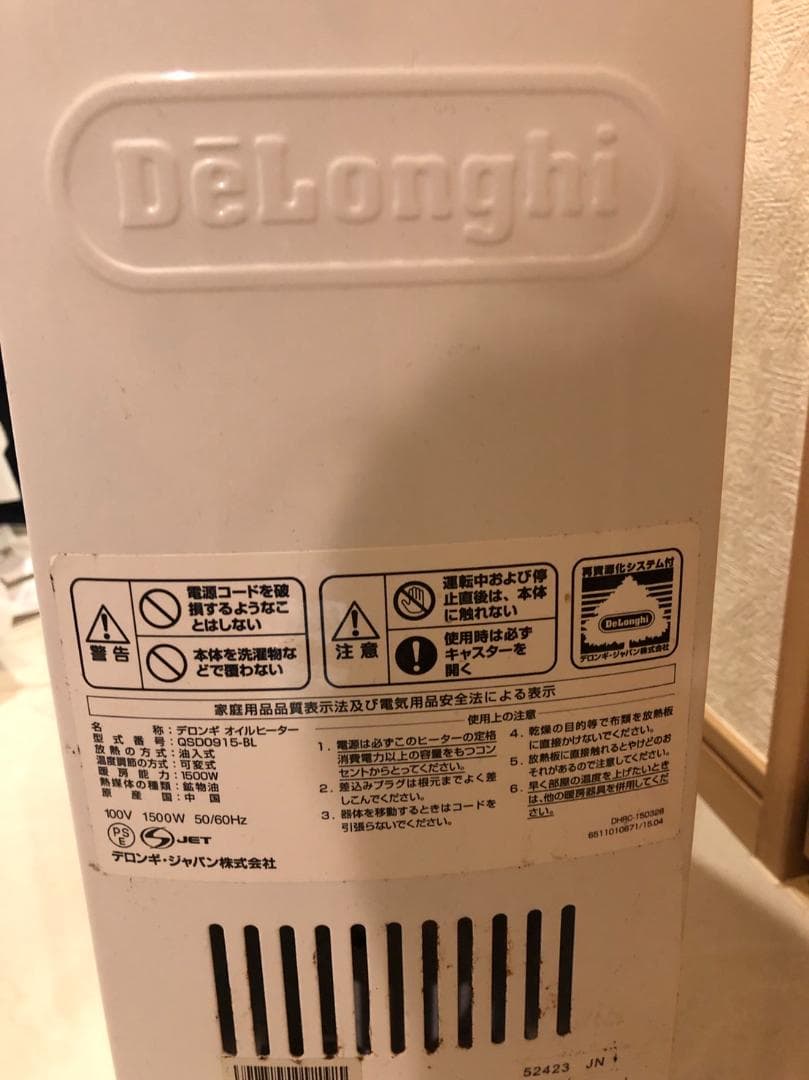 DēLonghi
警告
電源コードを破
損するようなこ
とはしない
本体を洗濯物な
どで覆わない
注意
運転中および停
止直後は、本体
に触れない
使用時は必ず
キャスターを
開く
再資源化システム付
DeLonghi
デロンギ・ジャパン株式会社
家庭用品品質表示法及び電気用品安全法による表示
名称：デロンギ オイルヒーター
型式番号：QSD0915-BL
放熱の方式：油入式
温度調節の方式：可変式
暖房能力：1500W
熱媒体の種類：鉱物油
原産国：中国
100V 1500W 50/60Hz
PS
E
JET
デロンギ・ジャパン株式会社
使用上の注意
1. 電源は必ずこのヒーターの定格
消費電力以上の容量をもつコン
セントからとってください。
2. 差込みプラグは根元までよく差
しこんでください。
3. 器体を移動するときはコードを
引張らないでください。
4. 乾燥の目的等で布類を放熱板
に直接かけないでください。
5. 放熱板に直接触れるとやけどのお
それがあるので注意してください。
6. 早く部屋の温度を上げたいとき
は、他の暖房器具を併用してくだ
さい。
DHRC-150328
6511010671/15.04
52423 JN